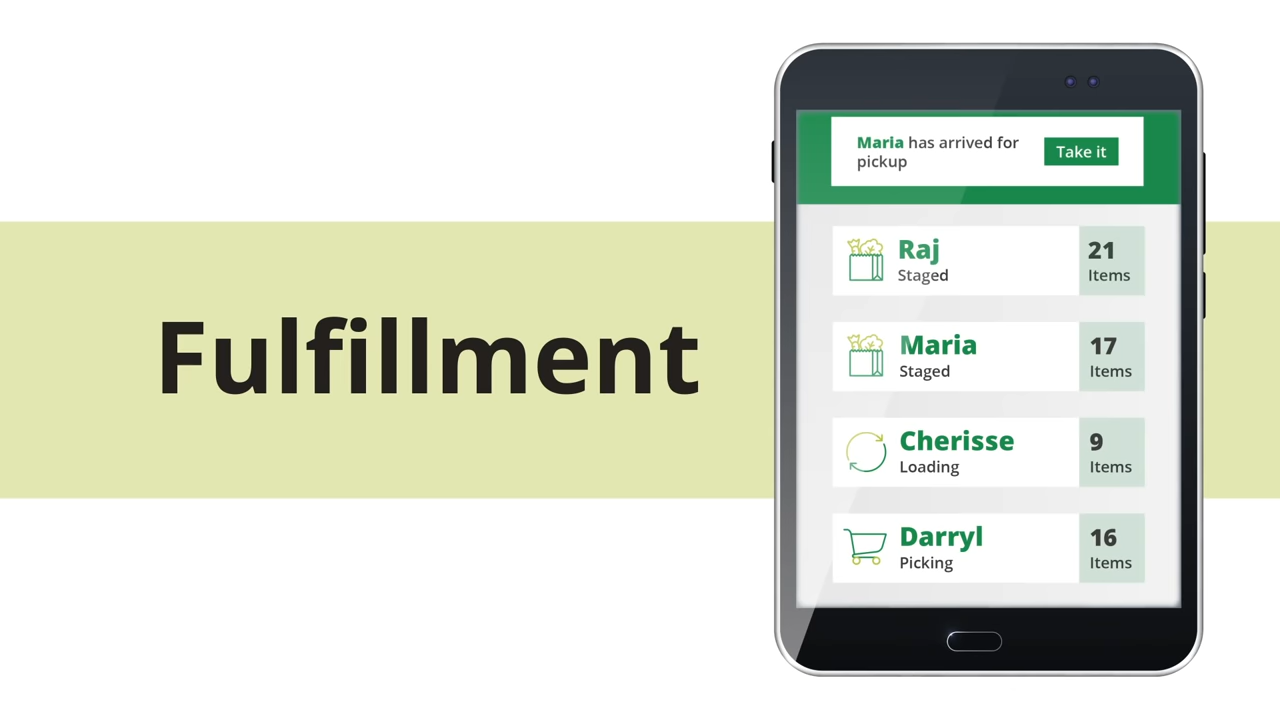 Fulfillment
Maria has arrived for
pickup
Take it
Raj
Staged
21
Items
Maria
Staged
17
Items
Cherisse
Loading
9
Items
Darryl
Picking
16
Items